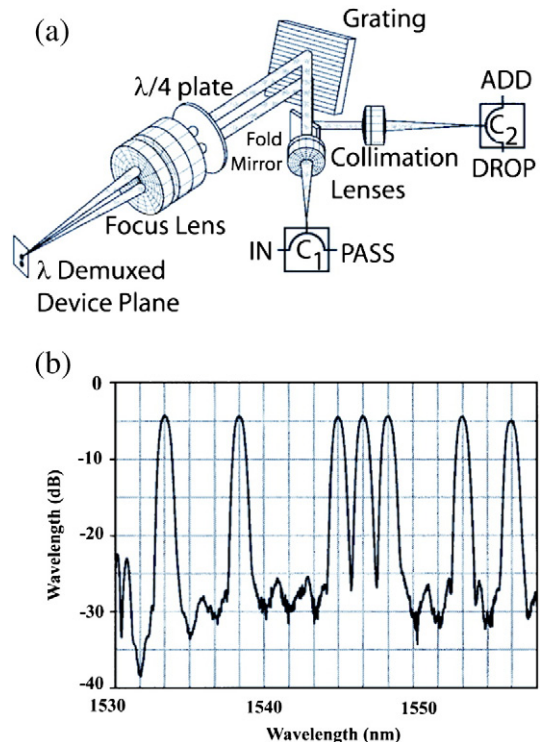 (a)
Grating
λ/4 plate
ADD
C2
DROP
Fold
Mirror
Collimation
Lenses
Focus Lens
IN C1 PASS
λ Demuxed
Device Plane
(b)
0
-10
-20
-30
-40
Wavelength (dB)
1530 1540 1550
Wavelength (nm)